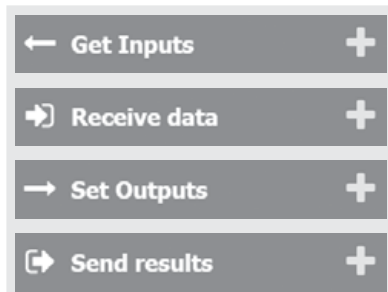 Get Inputs
Receive data
Set Outputs
Send results